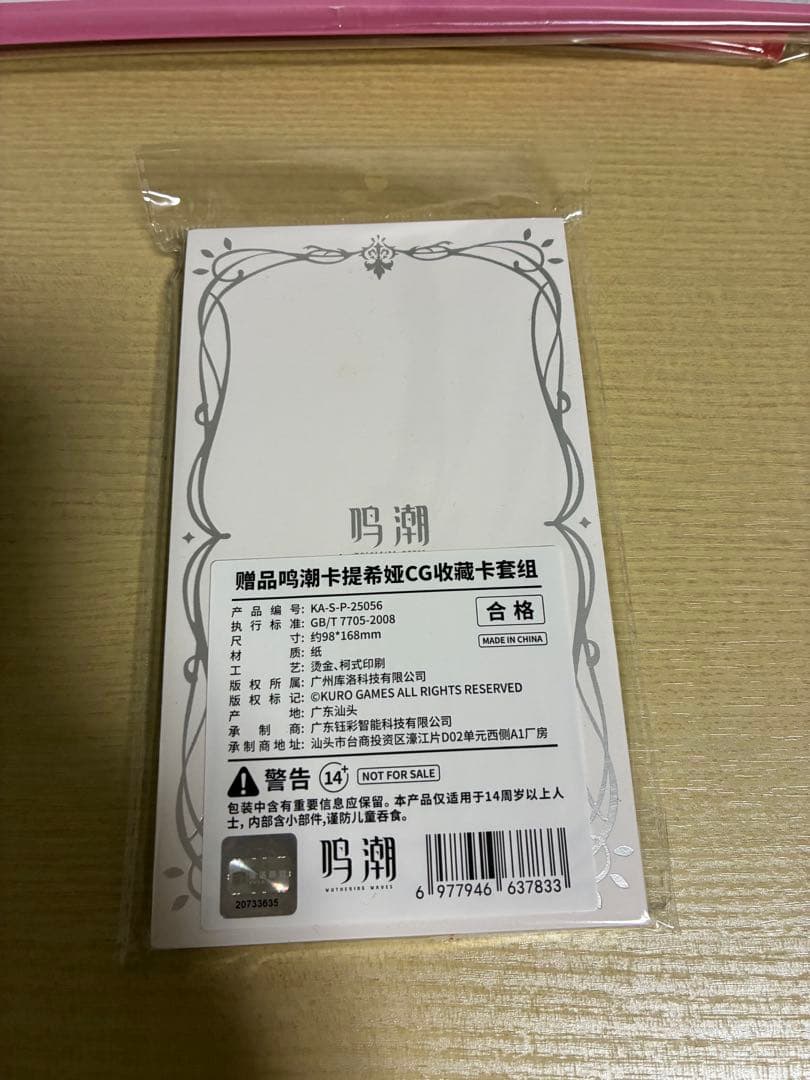 鸣潮
赠品鸣潮卡提希娅CG收藏卡套组
产品编号: KA-S-P-25056
执行标准: GB/T 7705-2008
尺寸: 约98*168mm
材质: 纸
工艺: 烫金、柯式印刷
版权所属: 广州库洛科技有限公司
版权标记: ©KURO GAMES ALL RIGHTS RESERVED
产地: 广东汕头
承制商: 广东钰彩智能科技有限公司
承制商地址: 汕头市台商投资区濠江片D02单元西侧A1厂房
合格
MADE IN CHINA
警告 14+ NOT FOR SALE
包装中含有重要信息应保留。本产品仅适用于14周岁以上人
士，内部含小部件,谨防儿童吞食。
20733635
鸣潮
WUTHERING WAVES
6 977946 637833